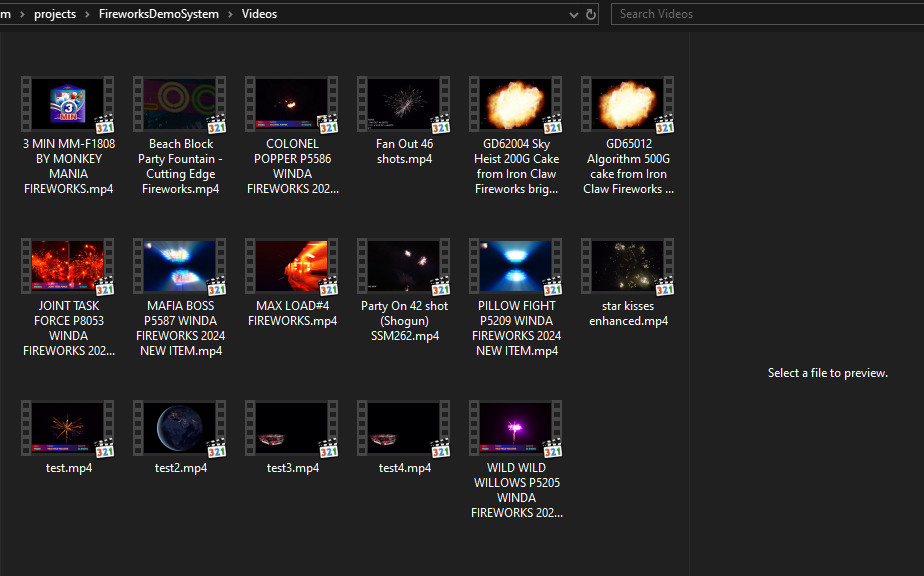 m > projects > FireworksDemoSystem > Videos
Search Videos
3 MIN MM-F1808
BY MONKEY
MANIA
FIREWORKS.mp4
Beach Block
Party Fountain -
Cutting Edge
Fireworks.mp4
COLONEL
POPPER P5586
WINDA
FIREWORKS 202...
Fan Out 46
shots.mp4
GD62004 Sky
Heist 200G Cake
from Iron Claw
Fireworks brig...
GD65012
Algorithm 500G
cake from Iron
Claw Fireworks ...
JOINT TASK
FORCE P8053
WINDA
FIREWORKS 202...
MAFIA BOSS
P5587 WINDA
FIREWORKS 2024
NEW ITEM.mp4
MAX LOAD#4
FIREWORKS.mp4
Party On 42 shot
(Shogun)
SSM262.mp4
PILLOW FIGHT
P5209 WINDA
FIREWORKS 2024
NEW ITEM.mp4
star kisses
enhanced.mp4
Select a file to preview.
test.mp4
test2.mp4
test3.mp4
test4.mp4
WILD WILD
WILLOWS P5205
WINDA
FIREWORKS 202...